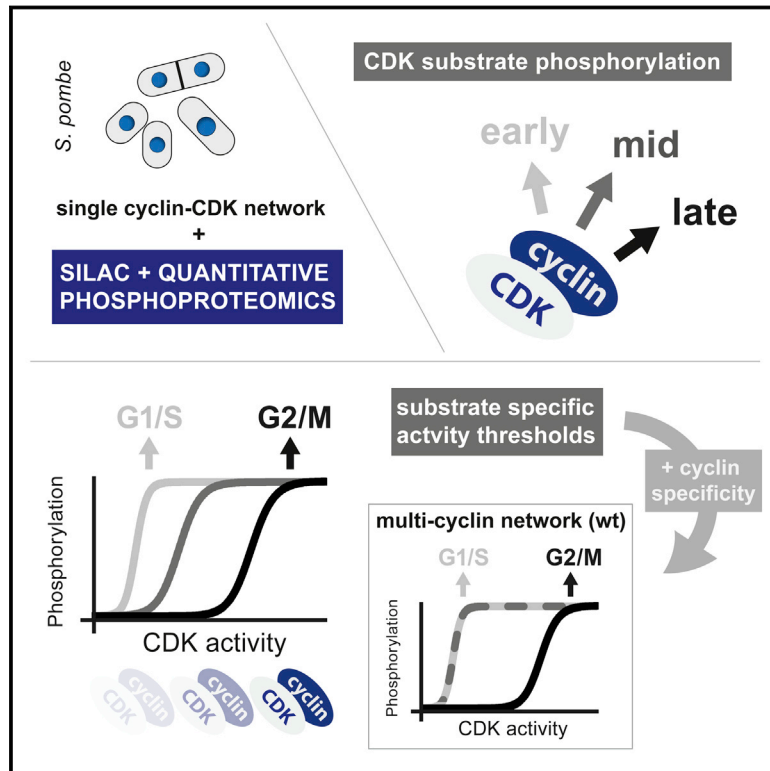 S. pombe
single cyclin-CDK network
+
SILAC + QUANTITATIVE
PHOSPHOPROTEOMICS
CDK substrate phosphorylation
early
mid
late
cyclin
CDK
G1/S
G2/M
Phosphorylation
CDK activity
CDK
cyclin
CDK
cyclin
CDK
cyclin
substrate specific
actvity thresholds
+ cyclin
specificity
multi-cyclin network (wt)
G1/S
G2/M
Phosphorylation
CDK activity